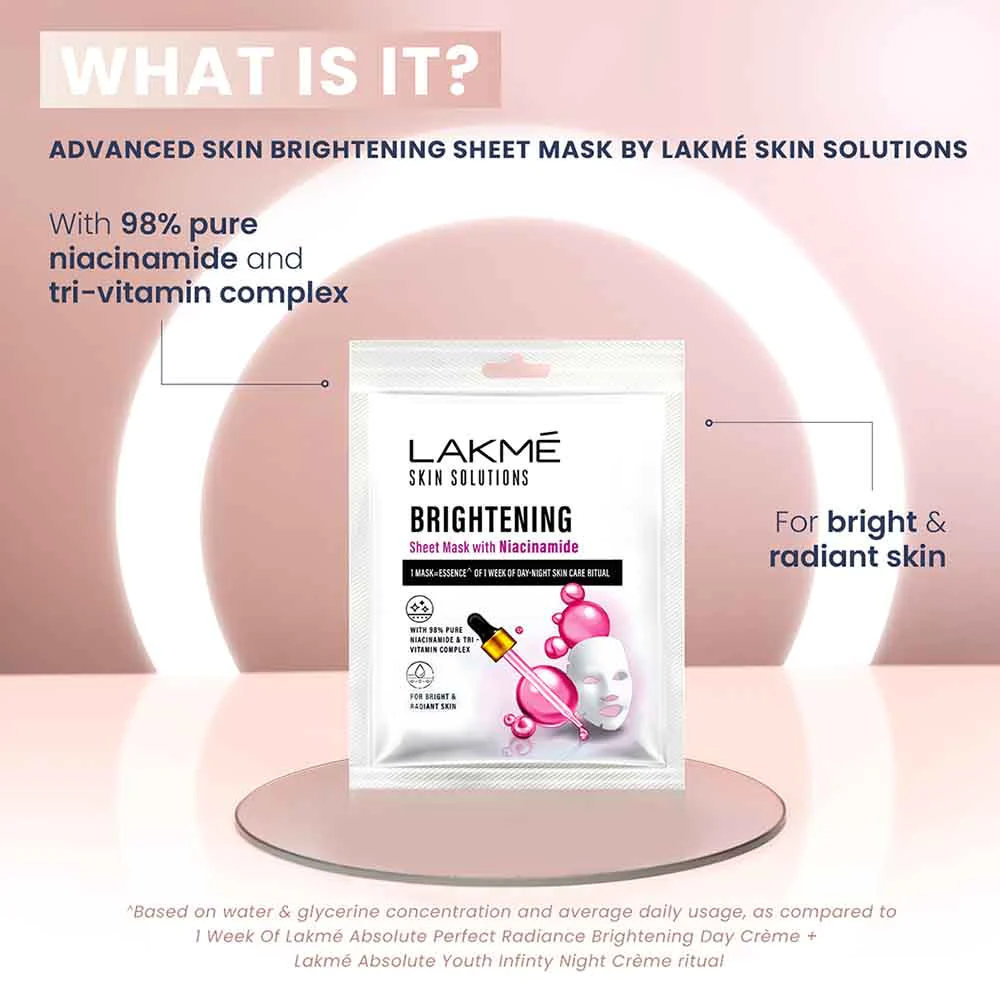 WHAT IS IT?
ADVANCED SKIN BRIGHTENING SHEET MASK BY LAKMÉ SKIN SOLUTIONS
With 98% pure
niacinamide and
tri-vitamin complex
LAKMÉ
SKIN SOLUTIONS
BRIGHTENING
Sheet Mask with Niacinamide
1 MASK=ESSENCE^ OF 1 WEEK OF DAY-NIGHT SKIN CARE RITUAL
WITH 98% PURE
NIACINAMIDE & TRI-
VITAMIN COMPLEX
FOR BRIGHT &
RADIANT SKIN
For bright &
radiant skin
^Based on water & glycerine concentration and average daily usage, as compared to
1 Week Of Lakmé Absolute Perfect Radiance Brightening Day Crème +
Lakmé Absolute Youth Infinty Night Crème ritual